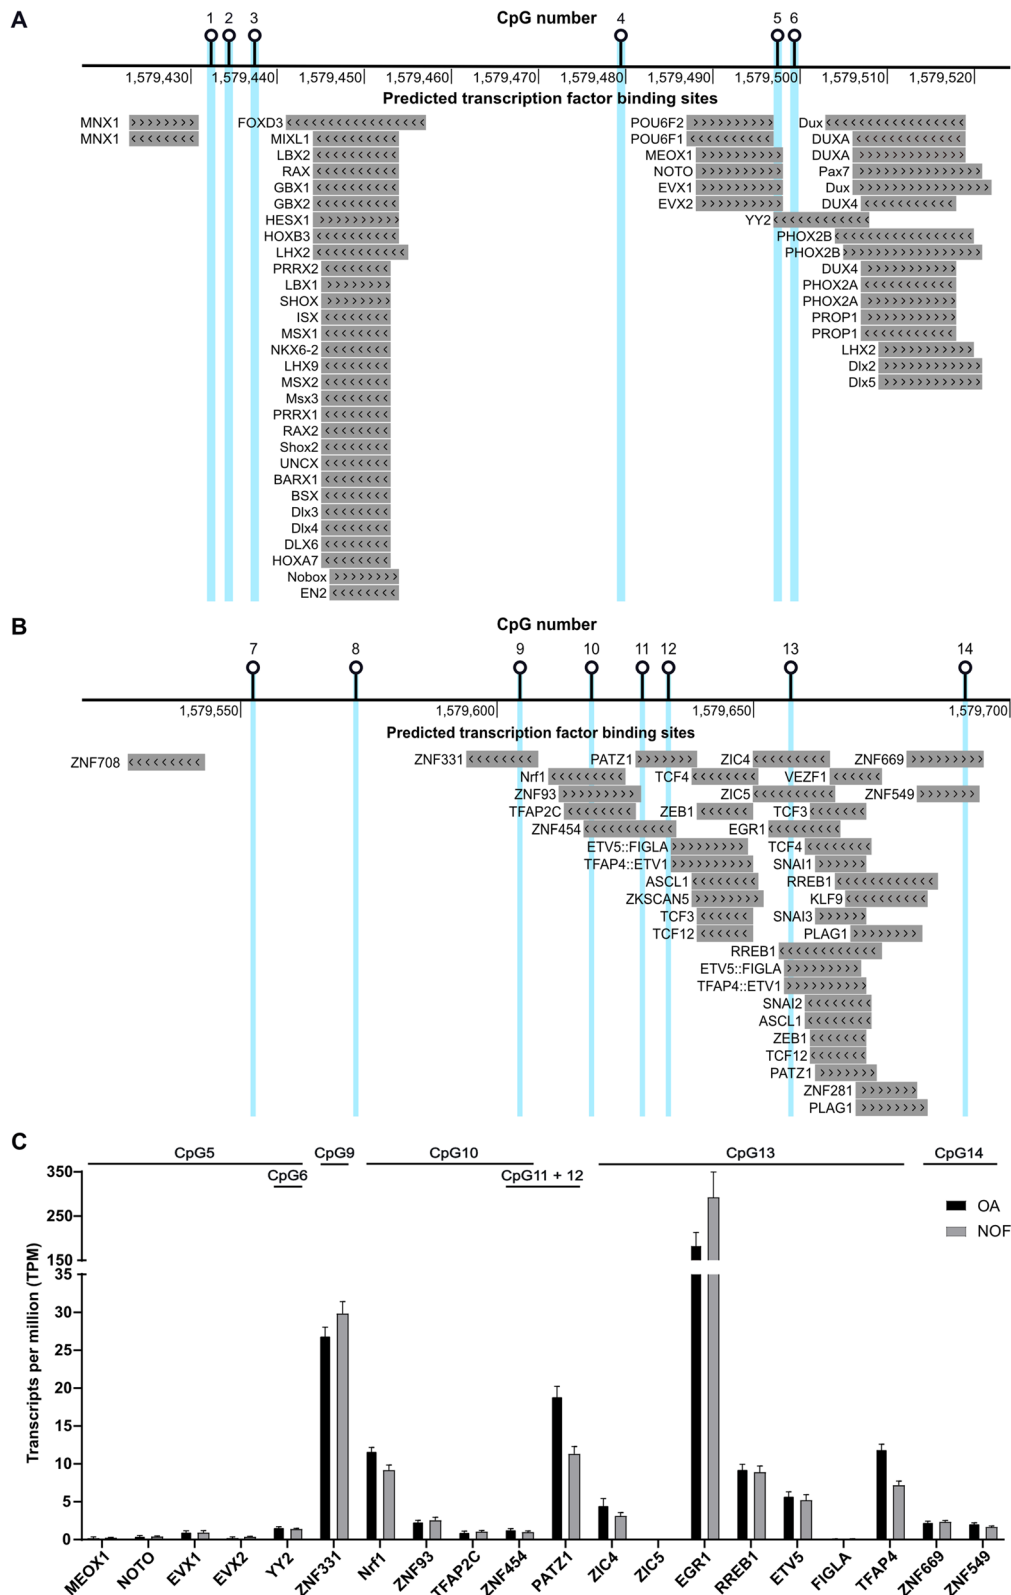 A
CpG number
1 2 3 4 5 6
1,579,430 1,579,440 1,579,450 1,579,460 1,579,470 1,579,480 1,579,490 1,579,500 1,579,510 1,579,520
Predicted transcription factor binding sites
MNX1 FOXD3 POU6F2 Dux
MNX1 MIXL1 POU6F1 DUXA
LBX2 MEOX1 DUXA
RAX NOTO Pax7
GBX1 EVX1 Dux
GBX2 EVX2 DUX4
HESX1 YY2
HOXB3 PHOX2B
LHX2 PHOX2B
PRRX2 DUX4
LBX1 PHOX2A
SHOX PHOX2A
ISX PROP1
MSX1 PROP1
NKX6-2 LHX2
LHX9 Dlx2
MSX2 Dlx5
Msx3
PRRX1
RAX2
Shox2
UNCX
BARX1
BSX
Dlx3
Dlx4
DLX6
HOXA7
Nobox
EN2
B
CpG number
7 8 9 10 11 12 13 14
1,579,550 1,579,600 1,579,650 1,579,700
Predicted transcription factor binding sites
ZNF708 ZNF331 PATZ1 ZIC4 ZNF669
Nrf1 TCF4 VEZF1
ZNF93 ZIC5 ZNF549
TFAP2C ZEB1 TCF3
ZNF454 EGR1
ETV5::FIGLA TCF4
TFAP4::ETV1 SNAI1
ASCL1 RREB1
ZKSCAN5 KLF9
TCF3 SNAI3
TCF12 PLAG1
RREB1
ETV5::FIGLA
TFAP4::ETV1
SNAI2
ASCL1
ZEB1
TCF12
PATZ1
ZNF281
PLAG1
C
CpG5 CpG9 CpG10 CpG13 CpG14
CpG6 CpG11 + 12
Transcripts per million (TPM)
350
250
150
35
30
25
20
15
10
5
0
OA
NOF
MEOX1 NOTO EVX1 EVX2 YY2 ZNF331 Nrf1 ZNF93 TFAP2C ZNF454 PATZ1 ZIC4 ZIC5 EGR1 RREB1 ETV5 FIGLA TFAP4 ZNF669 ZNF549